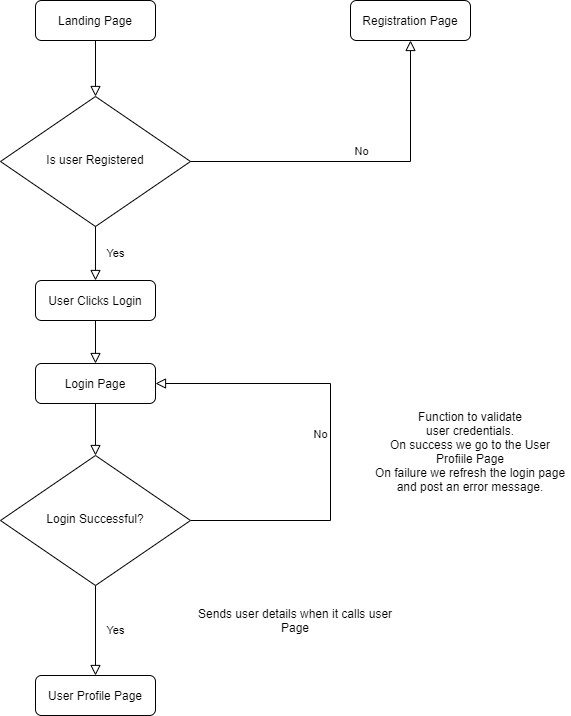 Landing Page
Registration Page
Is user Registered
No
Yes
User Clicks Login
Login Page
No
Function to validate
user credentials.
On success we go to the User
Profiile Page
On failure we refresh the login page
and post an error message.
Login Successful?
Sends user details when it calls user
Page
Yes
User Profile Page